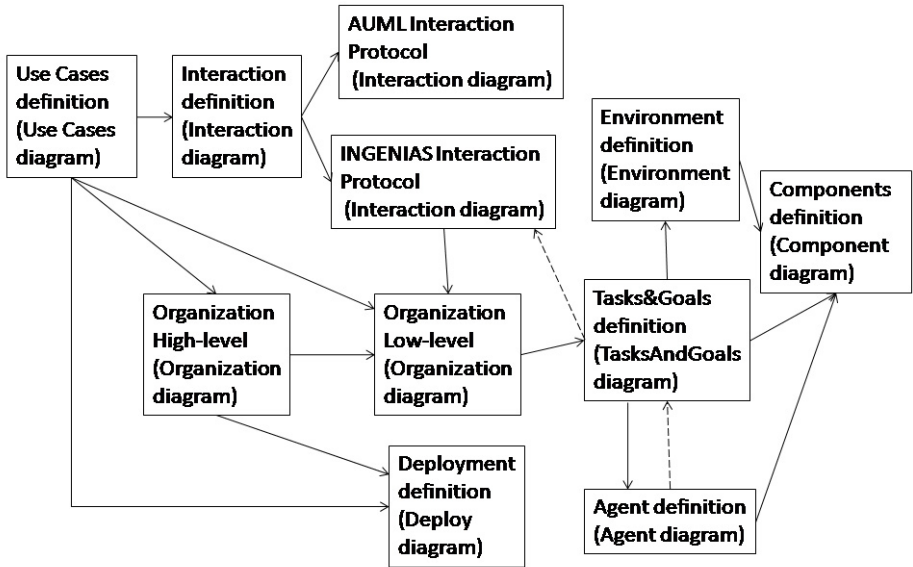 AUML Interaction
Protocol
(Interaction diagram)
Use Cases
definition
(Use Cases
diagram)
Interaction
definition
(Interaction
diagram)
INGENIAS Interaction
Protocol
(Interaction diagram)
Environment
definition
(Environment
diagram)
Components
definition
(Component
diagram)
Organization
High-level
(Organization
diagram)
Organization
Low-level
(Organization
diagram)
Tasks&Goals
definition
(TasksAndGoals
diagram)
Deployment
definition
(Deploy
diagram)
Agent definition
(Agent diagram)